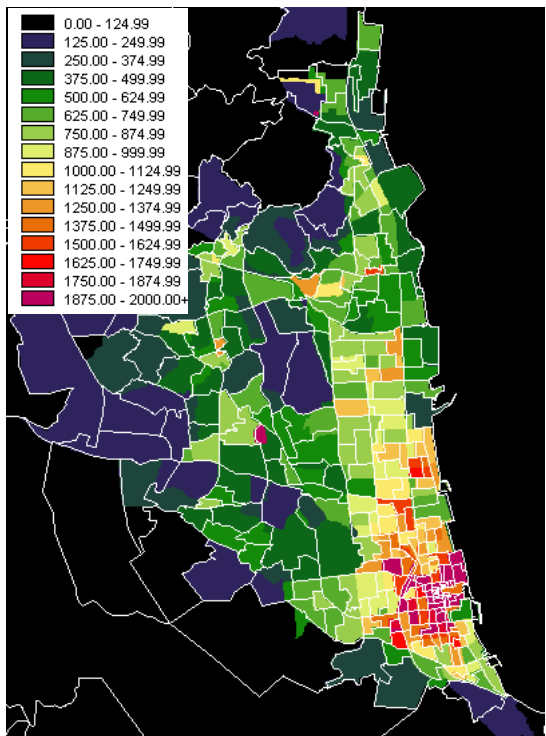 0.00 - 124.99
125.00 - 249.99
250.00 - 374.99
375.00 - 499.99
500.00 - 624.99
625.00 - 749.99
750.00 - 874.99
875.00 - 999.99
1000.00 - 1124.99
1125.00 - 1249.99
1250.00 - 1374.99
1375.00 - 1499.99
1500.00 - 1624.99
1625.00 - 1749.99
1750.00 - 1874.99
1875.00 - 2000.00+